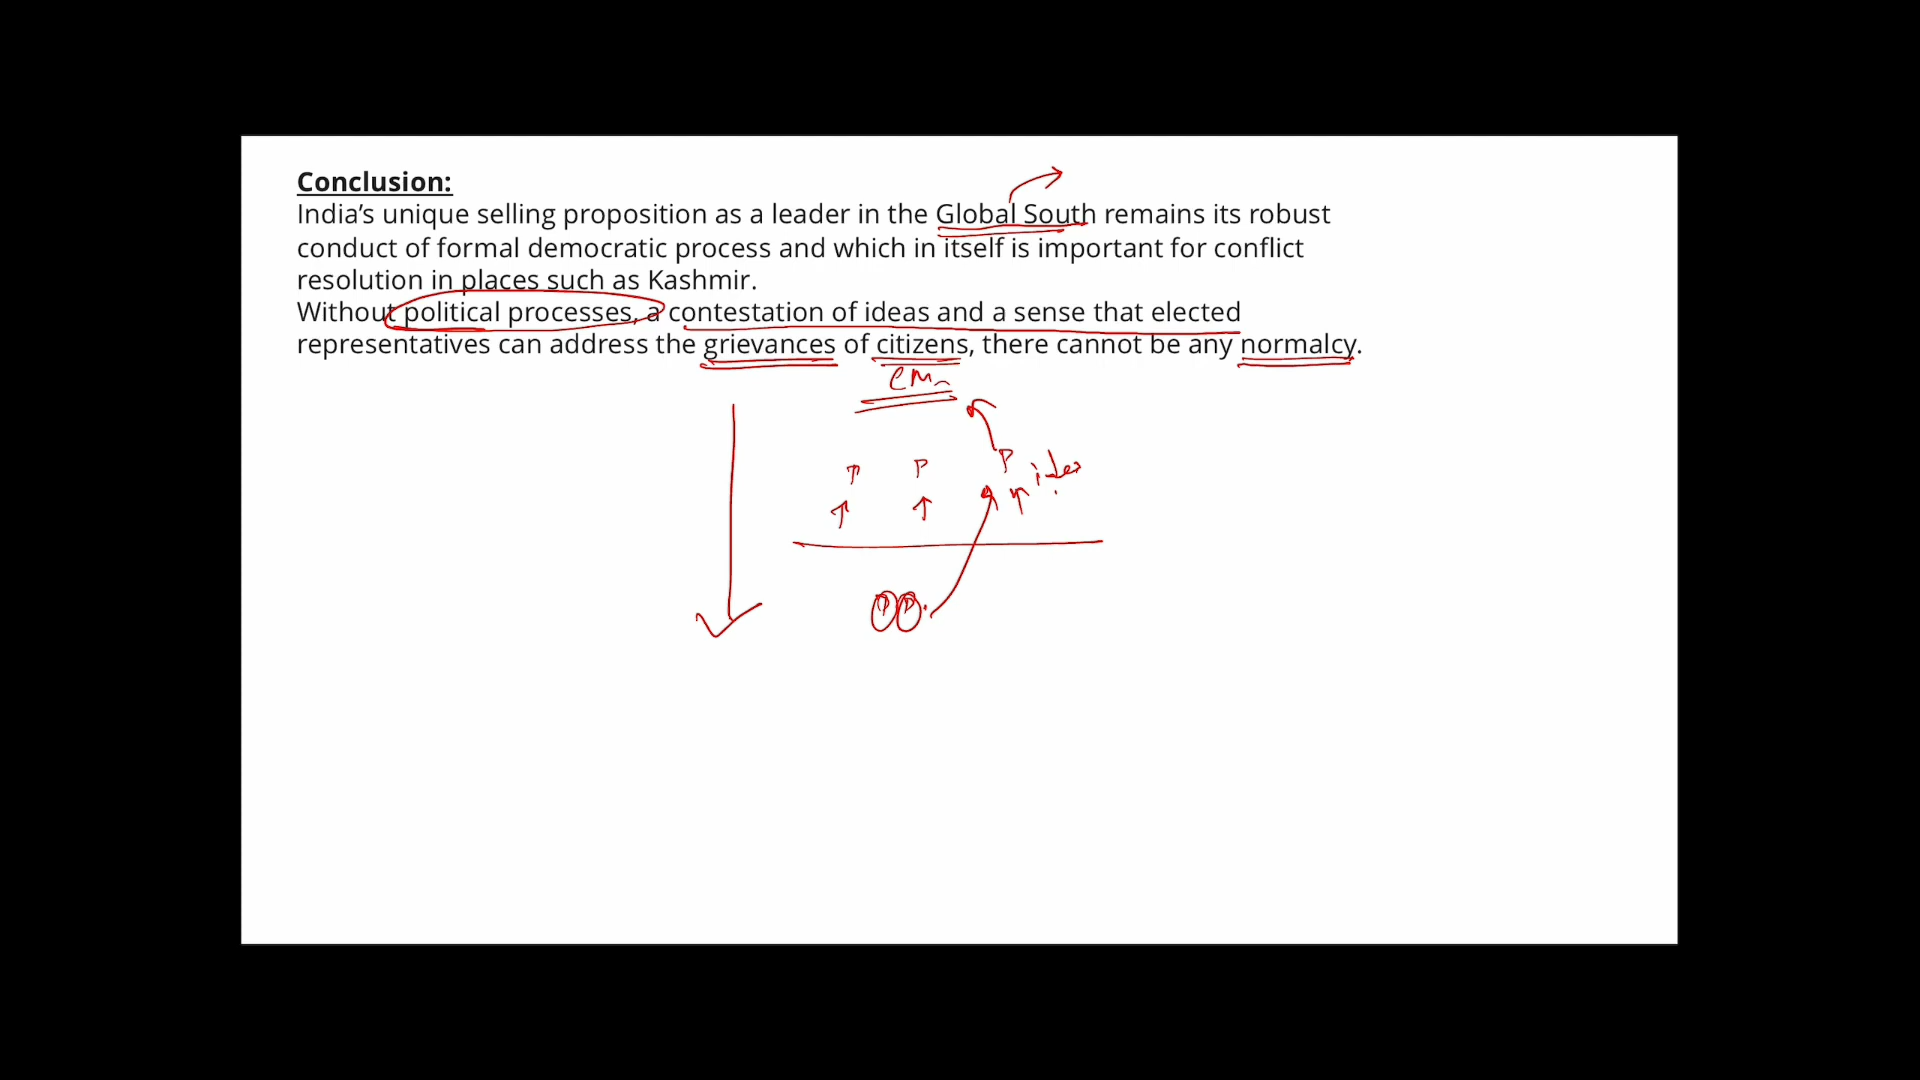 Conclusion:
India’s unique selling proposition as a leader in the Global South remains its robust
conduct of formal democratic process and which in itself is important for conflict
resolution in places such as Kashmir.
Without political processes, a contestation of ideas and a sense that elected
representatives can address the grievances of citizens, there cannot be any normalcy.
P P P